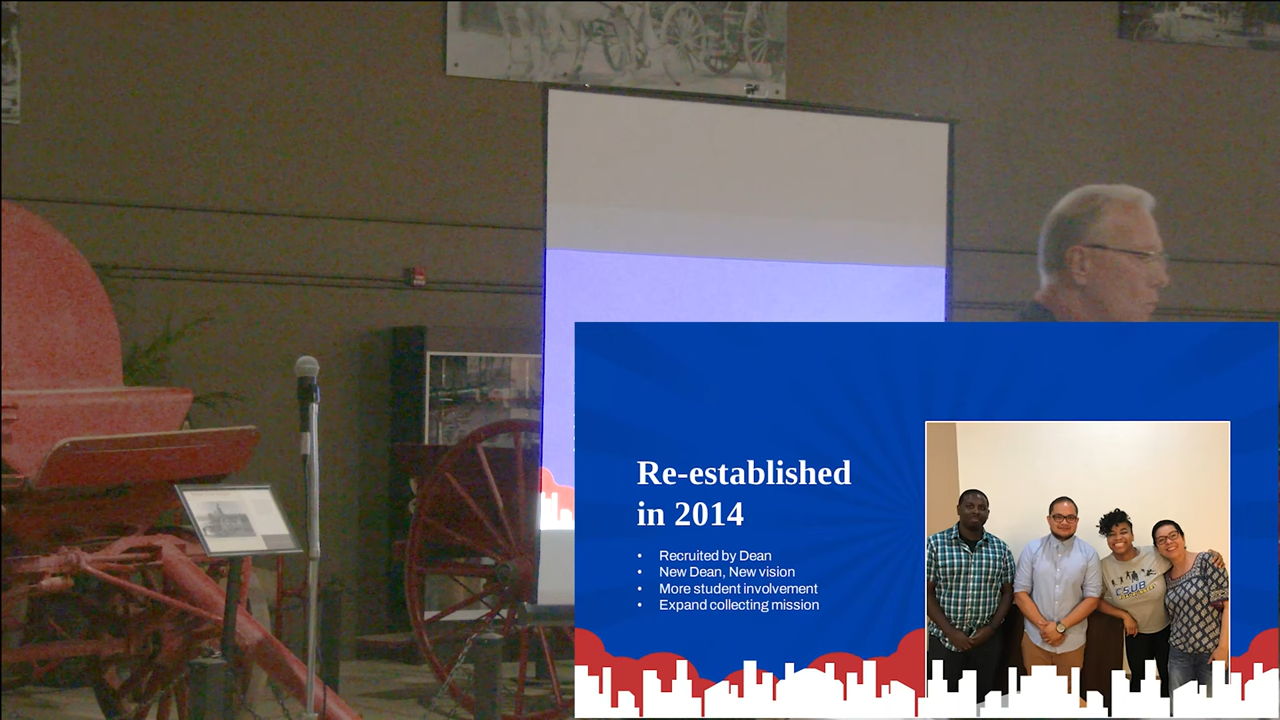 Re-established
in 2014
• Recruited by Dean
• New Dean, New vision
• More student involvement
• Expand collecting mission
CSUB